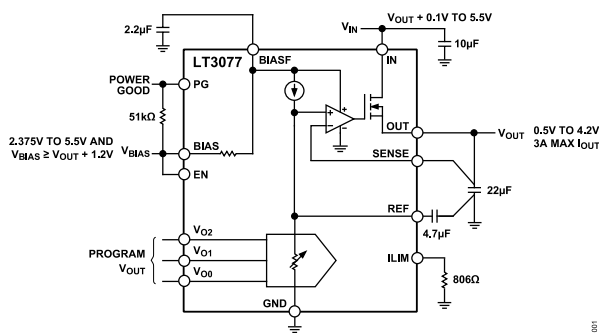 2.2µF
LT3077
BIASF
V_IN
V_OUT + 0.1V TO 5.5V
IN
10µF
POWER
GOOD
PG
51kΩ
2.375V TO 5.5V AND
V_BIAS ≥ V_OUT + 1.2V
V_BIAS
BIAS
EN
+
−
+
−
OUT
V_OUT
0.5V TO 4.2V
3A MAX I_OUT
SENSE
22µF
REF
4.7µF
PROGRAM
V_OUT
V_O2
V_O1
V_O0
ILIM
806Ω
GND
001